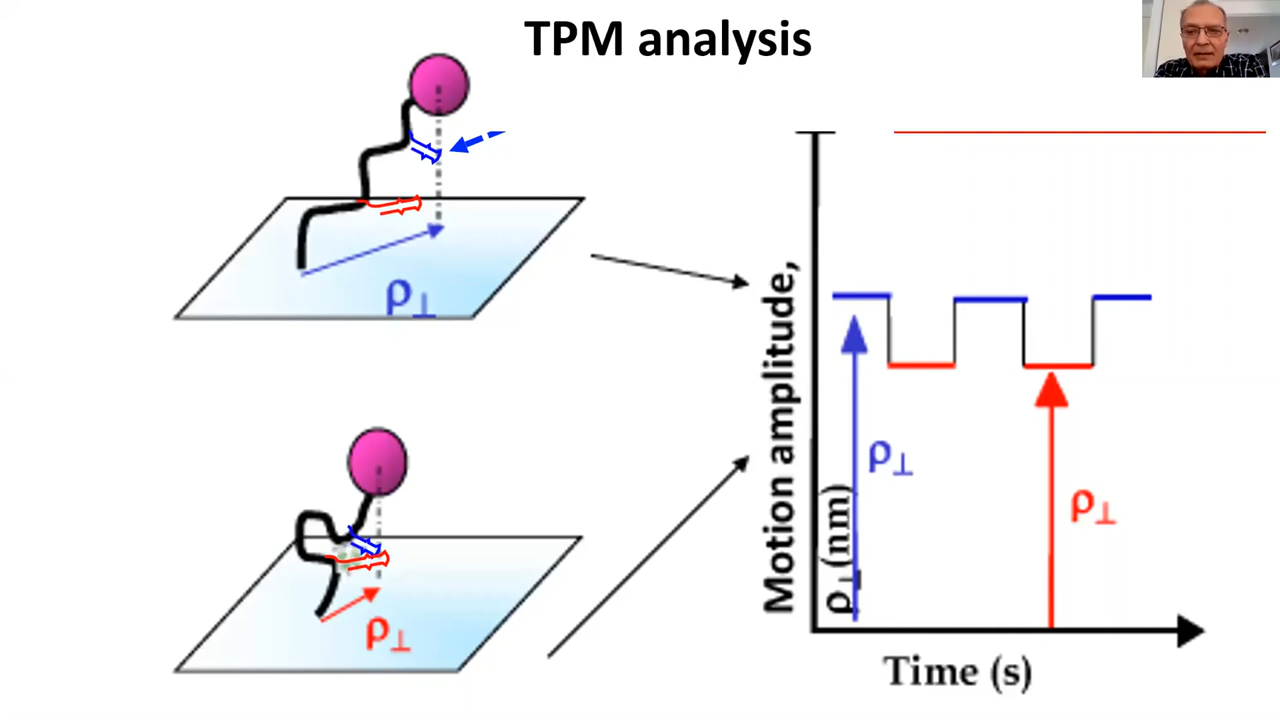 TPM analysis
ρ⊥
ρ⊥
Motion amplitude,
ρ⊥(nm)
ρ⊥
ρ⊥
Time (s)